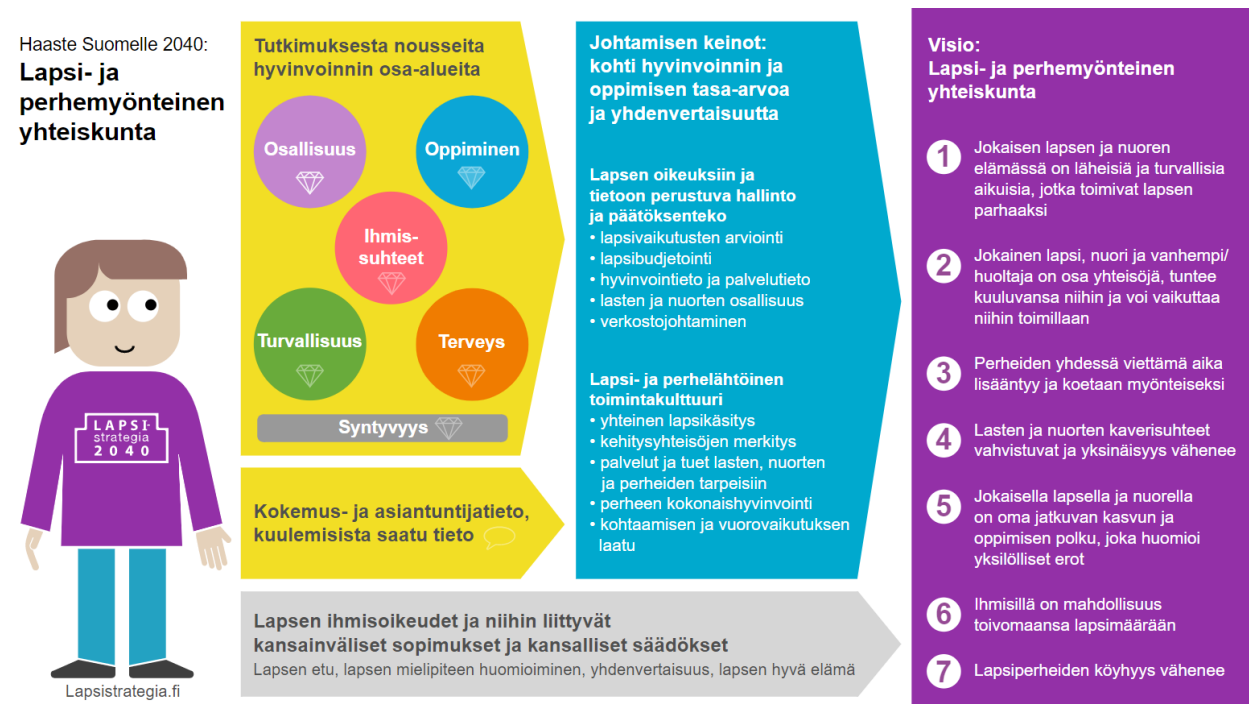 Haaste Suomelle 2040:
Lapsi- ja
perhemyönteinen
yhteiskunta
LAPSI-
strategia
2040
Lapsistrategia.fi
Tutkimuksesta nousseita
hyvinvoinnin osa-alueita
Osallisuus
Oppiminen
Ihmis-
suhteet
Turvallisuus
Terveys
Syntyvyys
Kokemus- ja asiantuntijatieto,
kuulemisista saatu tieto
Johtamisen keinot:
kohti hyvinvoinnin ja
oppimisen tasa-arvoa
ja yhdenvertaisuutta
Lapsen oikeuksiin ja
tietoon perustuva hallinto
ja päätöksenteko
• lapsivaikutusten arviointi
• lapsibudjetointi
• hyvinvointieto ja palvelutieto
• lasten ja nuorten osallisuus
• verkostojohtaminen
Lapsi- ja perhelähtöinen
toimintakulttuuri
• yhteinen lapsikäsitys
• kehitysyhteisöjen merkitys
• palvelut ja tuet lasten, nuorten
ja perheiden tarpeisiin
• perheen kokonaishyvinvointi
• kohtaamisen ja vuorovaikutuksen
laatu
Lapsen ihmisoikeudet ja niihin liittyvät
kansainväliset sopimukset ja kansalliset säädökset
Lapsen etu, lapsen mielipiteen huomioiminen, yhdenvertaisuus, lapsen hyvä elämä
Visio:
Lapsi- ja perhemyönteinen
yhteiskunta
1 Jokaisen lapsen ja nuoren
elämässä on läheisiä ja turvallisia
aikuisia, jotka toimivat lapsen
parhaaksi
2 Jokainen lapsi, nuori ja vanhempi/
huoltaja on osa yhteisöjä, tuntee
kuuluvansa niihin ja voi vaikuttaa
niihin toimillaan
3 Perheiden yhdessä viettämä aika
lisääntyy ja koetaan myönteiseksi
4 Lasten ja nuorten kaverisuhteet
vahvistuvat ja yksinäisyys vähenee
5 Jokaisella lapsella ja nuorella
on oma jatkuvan kasvun ja
oppimisen polku, joka huomioi
yksilölliset erot
6 Ihmisillä on mahdollisuus
toivomaansa lapsimäärään
7 Lapsiperheiden köyhyys vähenee